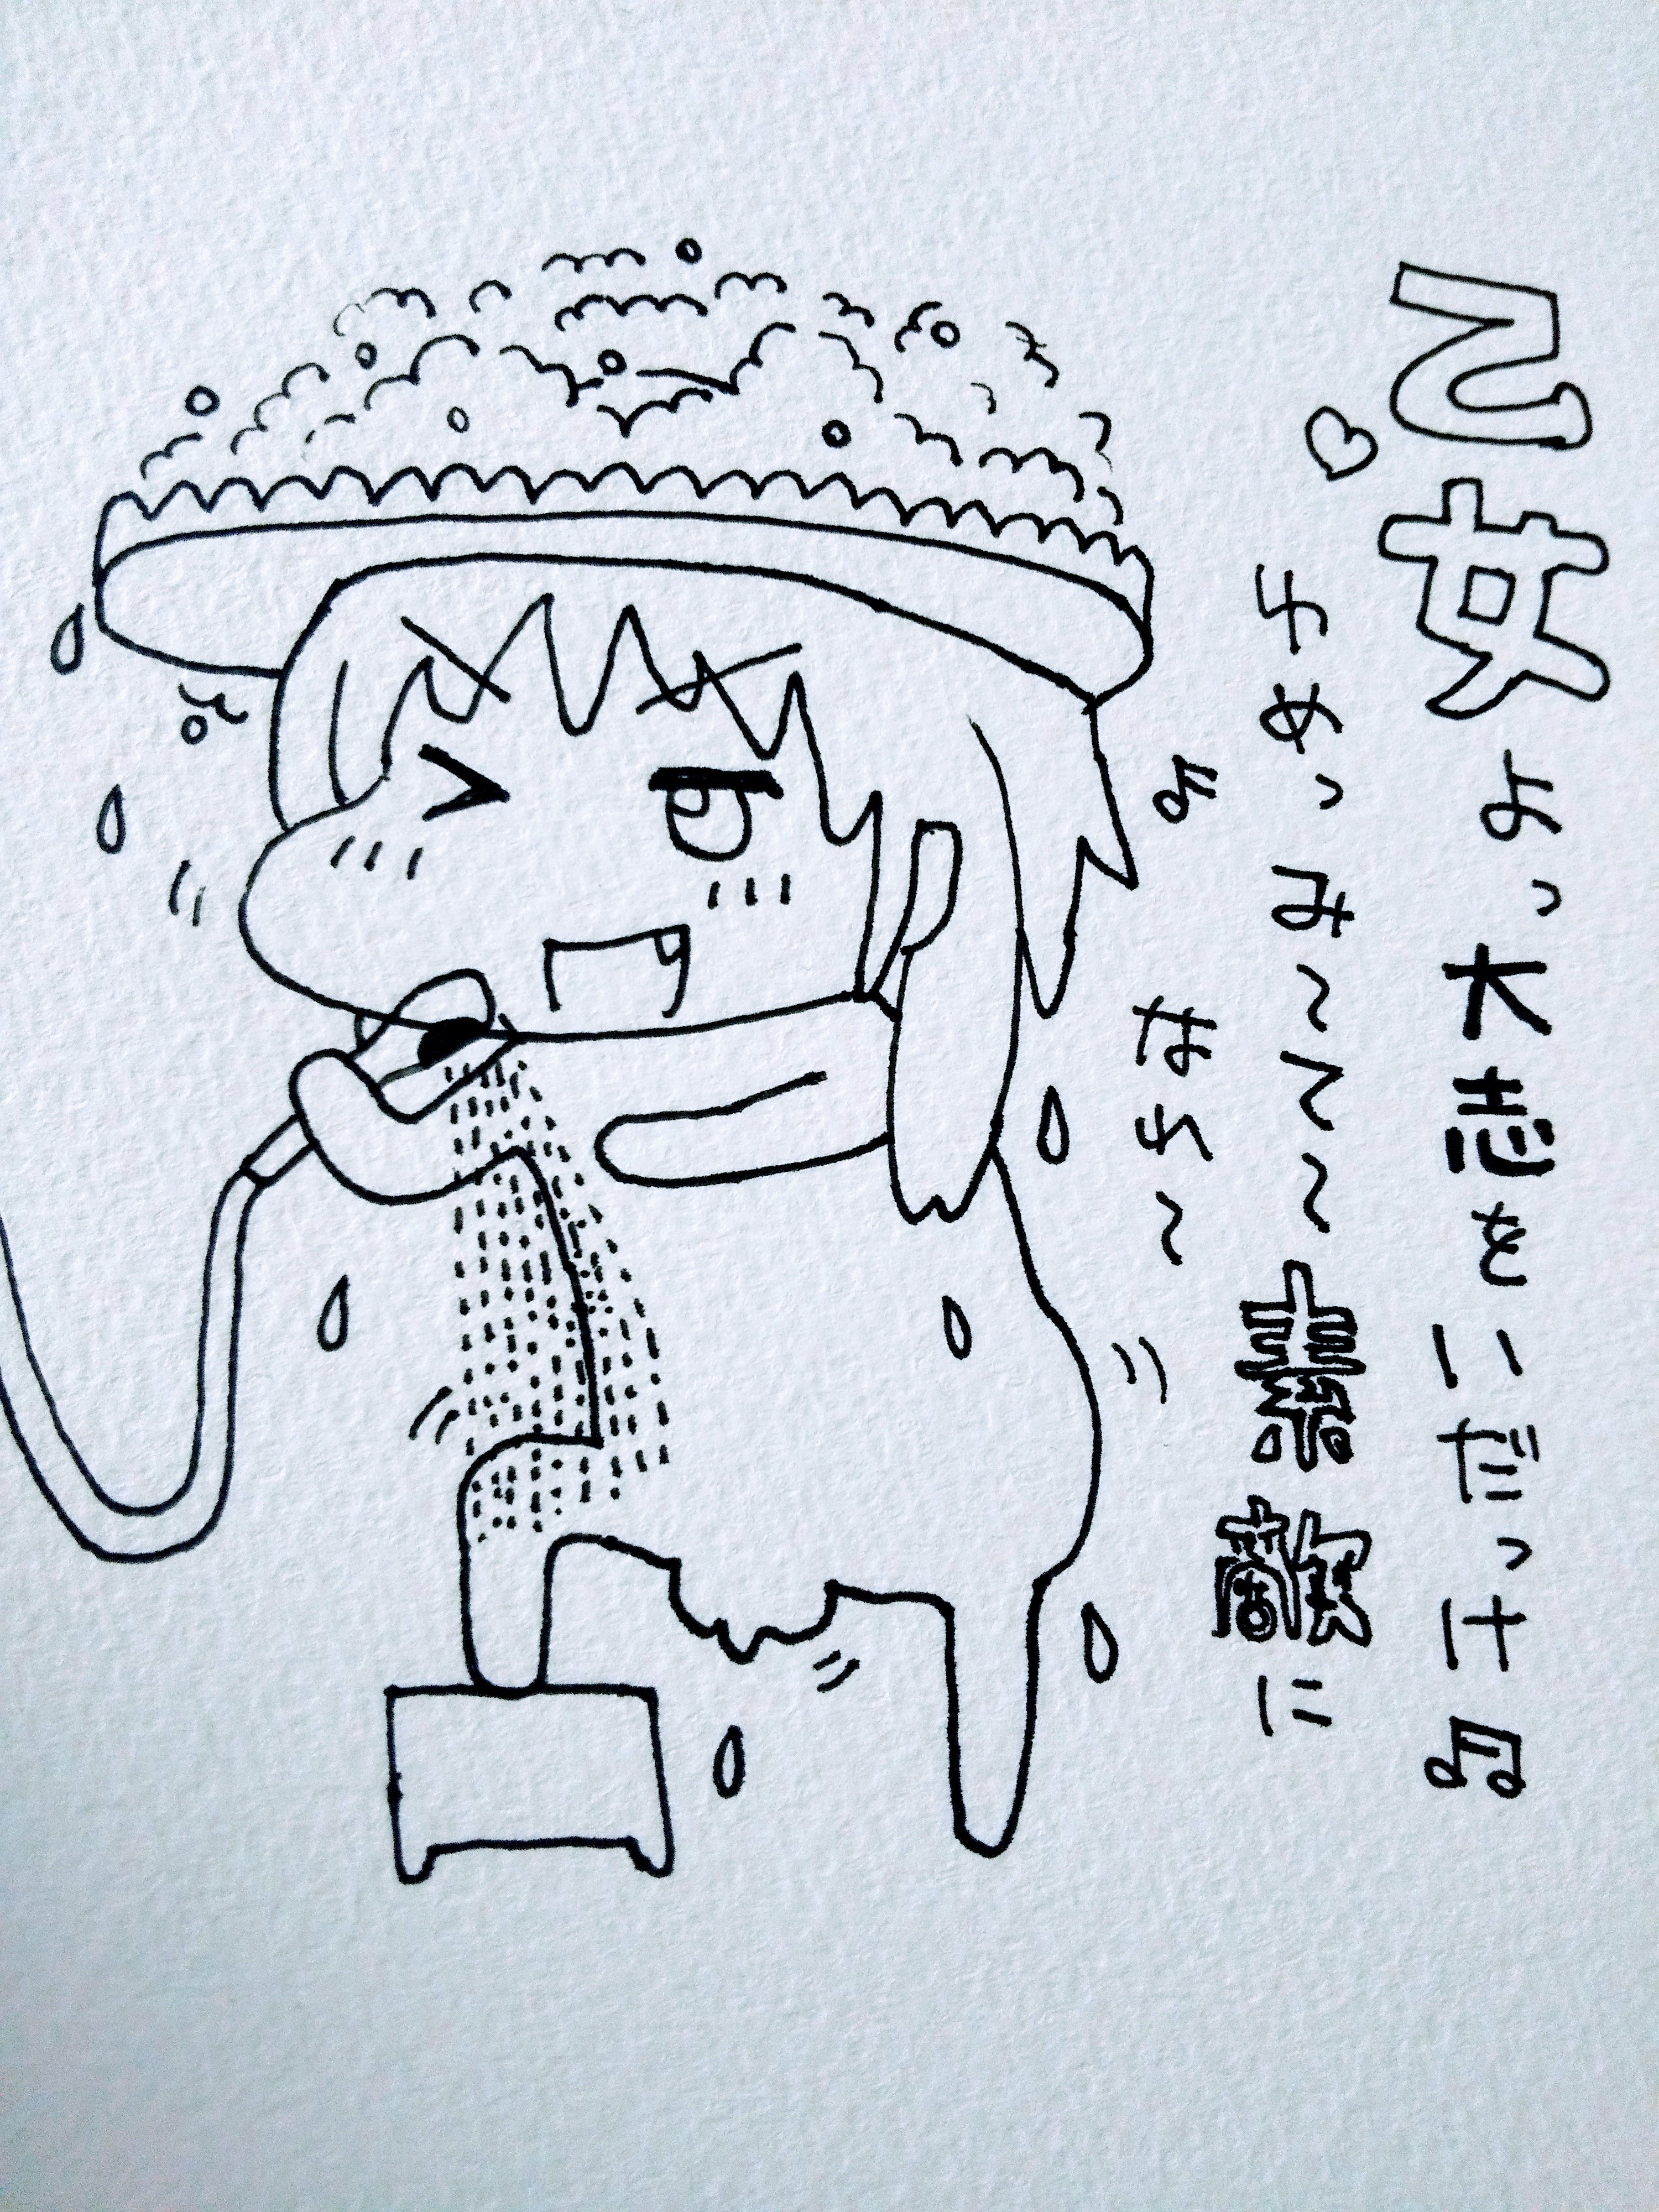 乙女♡よっ大志をいだっけ♫
ゆめっみ〜て〜素敵に
♪なれ〜